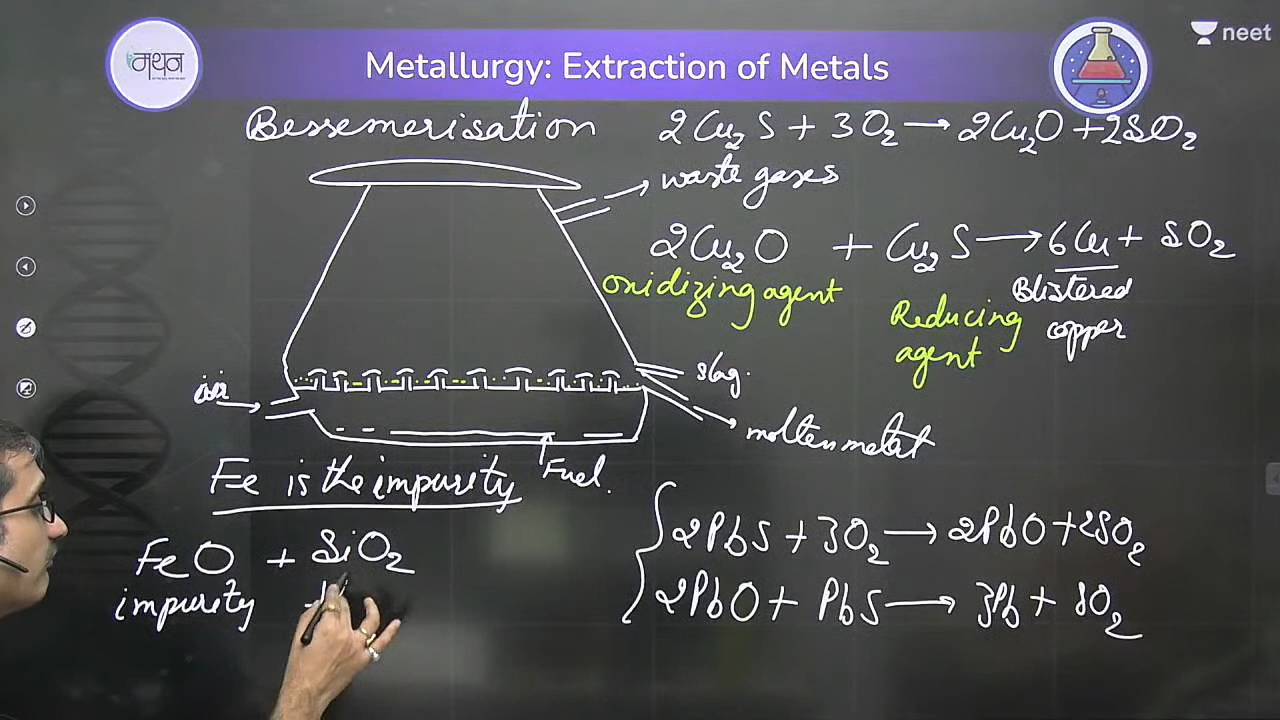 मंथन
Metallurgy: Extraction of Metals
neet
Bessemerisation
2Cu₂S + 3O₂ → 2Cu₂O + 2SO₂
waste gases
2Cu₂O + Cu₂S → 6Cu + SO₂
Oxidizing agent
Reducing agent
Blistered copper
air
slag.
molten metal
Fuel.
Fe is the impurity
FeO + SiO₂
impurity
2PbS + 3O₂ → 2PbO + 2SO₂
2PbO + PbS → 3Pb + SO₂